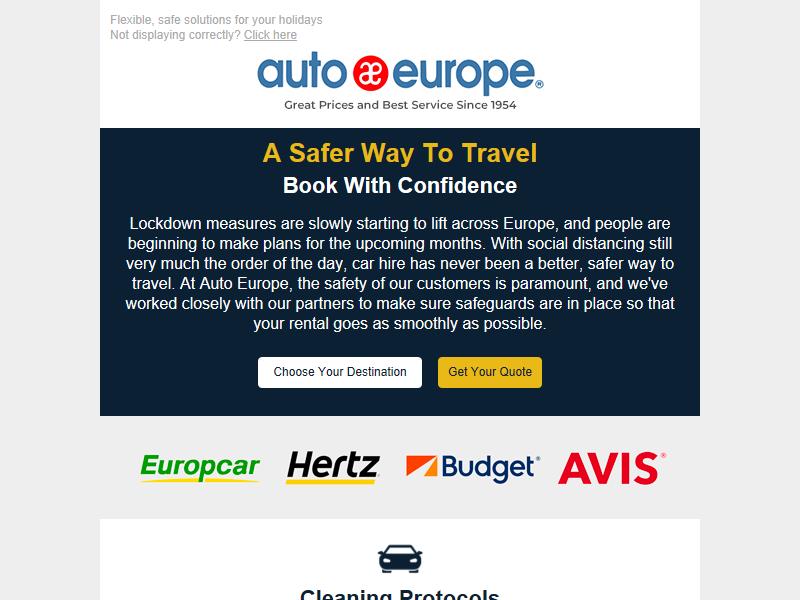 Flexible, safe solutions for your holidays
Not displaying correctly? Click here
auto æ europe®
Great Prices and Best Service Since 1954
A Safer Way To Travel
Book With Confidence
Lockdown measures are slowly starting to lift across Europe, and people are
beginning to make plans for the upcoming months. With social distancing still
very much the order of the day, car hire has never been a better, safer way to
travel. At Auto Europe, the safety of our customers is paramount, and we've
worked closely with our partners to make sure safeguards are in place so that
your rental goes as smoothly as possible.
Choose Your Destination Get Your Quote
Europcar Hertz® Budget® AVIS®
Cleaning Protocols